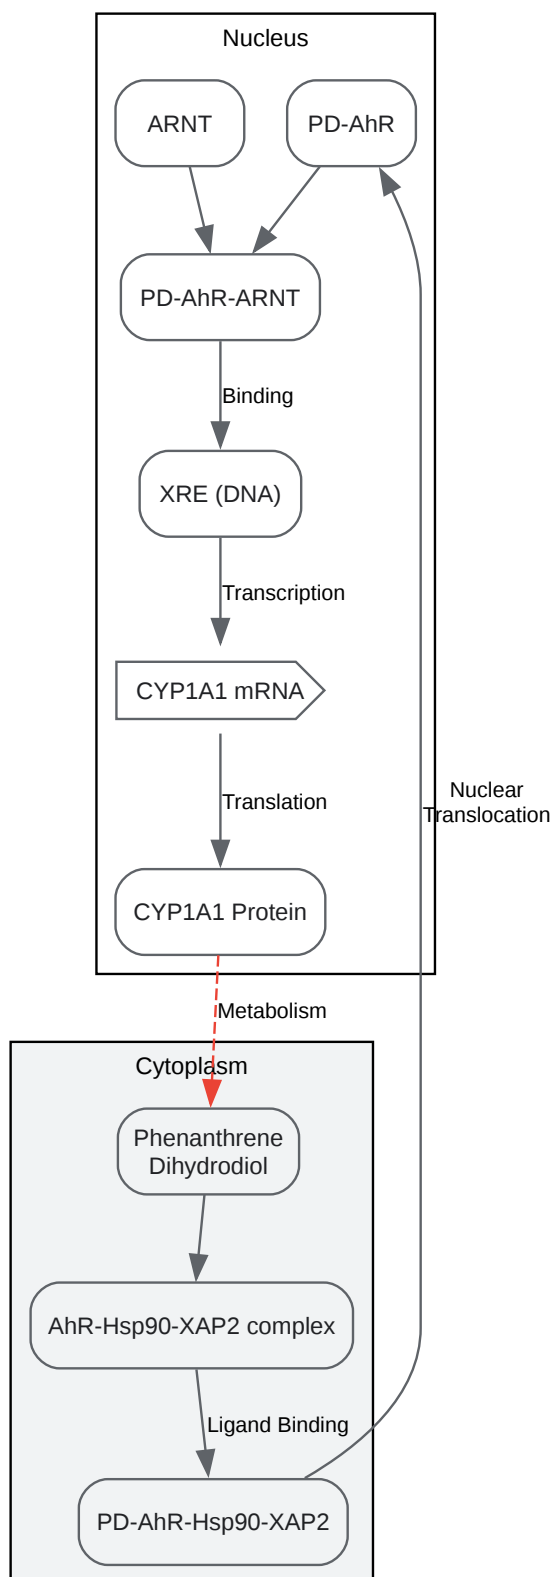 Nucleus
ARNT
PD-AhR
PD-AhR-ARNT
Binding
XRE (DNA)
Transcription
CYP1A1 mRNA
Nuclear
Translocation
Translation
CYP1A1 Protein
Metabolism
Cytoplasm
Phenanthrene
Dihydrodiol
AhR-Hsp90-XAP2 complex
Ligand Binding
PD-AhR-Hsp90-XAP2